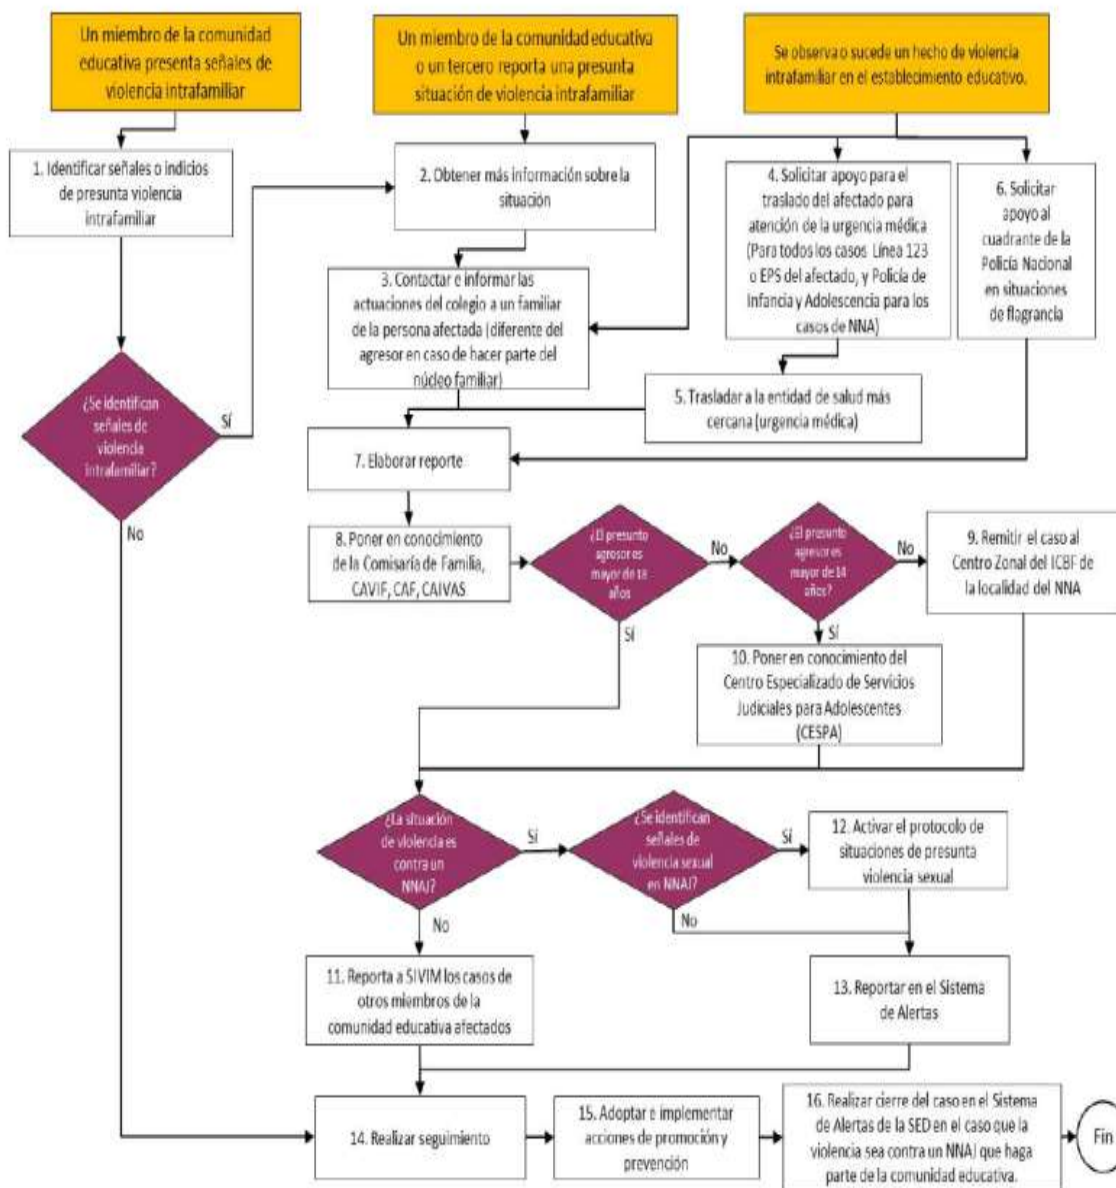 Un miembro de la comunidad
educativa presenta señales de
violencia intrafamiliar
Un miembro de la comunidad educativa
o un tercero reporta una presunta
situación de violencia intrafamiliar
Se observa o sucede un hecho de violencia
intrafamiliar en el establecimiento educativo.
1. Identificar señales o indicios
de presunta violencia
intrafamiliar
2. Obtener más información sobre la
situación
4. Solicitar apoyo para el
traslado del afectado para
atención de la urgencia médica
(Para todos los casos Línea 123
o EPS del afectado, y Policía de
Infancia y Adolescencia para los
casos de NNA)
6. Solicitar
apoyo al
cuadrante de la
Policía Nacional
en situaciones
de flagrancia
3. Contactar e informar las
actuaciones del colegio a un familiar
de la persona afectada (diferente del
agresor en caso de hacer parte del
núcleo familiar)
¿Se identifican
señales de
violencia
intrafamiliar?
Sí
No
5. Trasladar a la entidad de salud más
cercana (urgencia médica)
7. Elaborar reporte
8. Poner en conocimiento
de la Comisaría de Familia,
CAVIF, CAF, CAIVAS
¿El presunto
agresor es
mayor de 18
años
No
Sí
¿El presunto
agresor es
mayor de 14
años?
No
Sí
9. Remitir el caso al
Centro Zonal del ICBF de
la localidad del NNA
10. Poner en conocimiento del
Centro Especializado de Servicios
Judiciales para Adolescentes
(CESPA)
¿La situación
de violencia es
contra un
NNAJ?
Sí
No
¿Se identifican
señales de
violencia sexual
en NNAJ?
Sí
No
12. Activar el protocolo de
situaciones de presunta
violencia sexual
11. Reporta a SIVIM los casos de
otros miembros de la
comunidad educativa afectados
13. Reportar en el Sistema
de Alertas
14. Realizar seguimiento
15. Adoptar e implementar
acciones de promoción y
prevención
16. Realizar cierre del caso en el Sistema
de Alertas de la SED en el caso que la
violencia sea contra un NNAJ que haga
parte de la comunidad educativa.
Fin